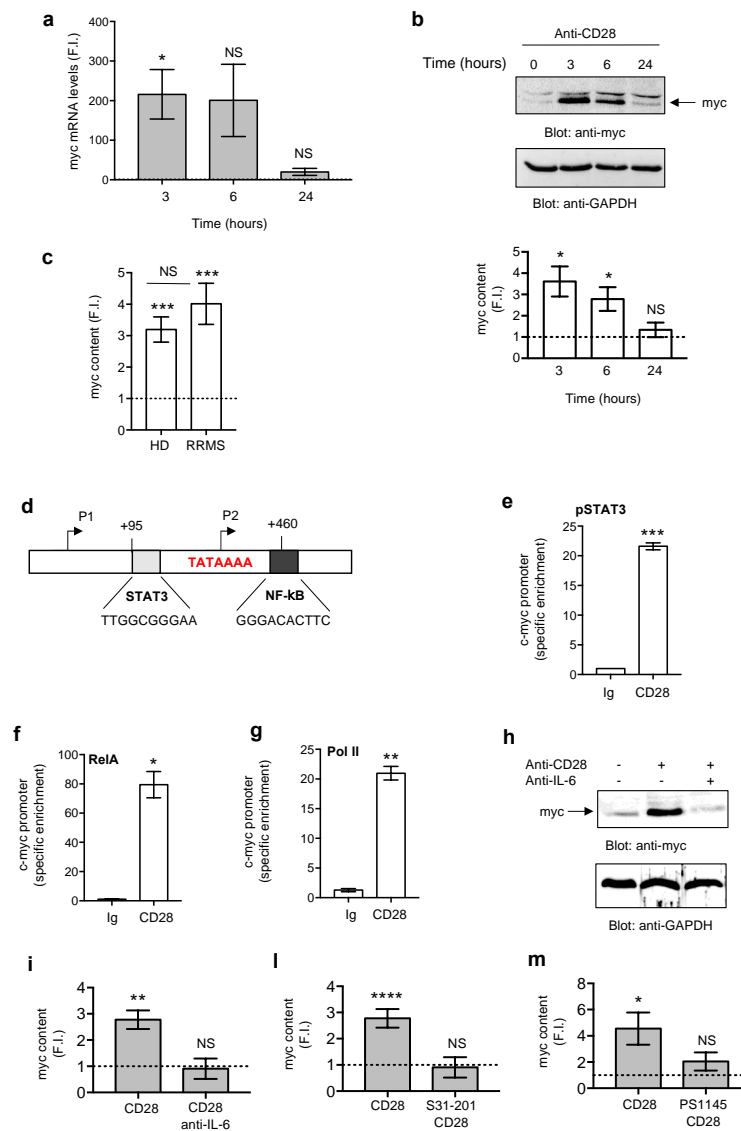 a
myc mRNA levels (F.I.)
400
300
200
100
0
*
NS
NS
3 6 24
Time (hours)
b
Anti-CD28
Time (hours) 0 3 6 24
myc
Blot: anti-myc
Blot: anti-GAPDH
myc content
(F.I.)
5
4
3
2
1
0
*
*
NS
3 6 24
Time (hours)
c
myc content (F.I.)
5
4
3
2
1
0
NS
***
***
HD RRMS
d
P1
+95
P2
+460
TATAAAA
STAT3
NF-kB
TTGGCGGGAA
GGGACACTTC
e
pSTAT3
c-myc promoter
(specific enrichment)
25
20
15
10
5
0
***
Ig CD28
f
RelA
c-myc promoter
(specific enrichment)
100
80
60
40
20
0
*
Ig CD28
g
Pol II
c-myc promoter
(specific enrichment)
25
20
15
10
5
0
**
Ig CD28
h
Anti-CD28 - + +
Anti-IL-6 - - +
myc
Blot: anti-myc
Blot: anti-GAPDH
i
myc content
(F.I.)
4
3
2
1
0
**
NS
CD28 CD28
anti-IL-6
l
myc content
(F.I.)
4
3
2
1
0
****
NS
CD28 S31-201
CD28
m
myc content
(F.I.)
8
6
4
2
0
*
NS
CD28 PS1145
CD28